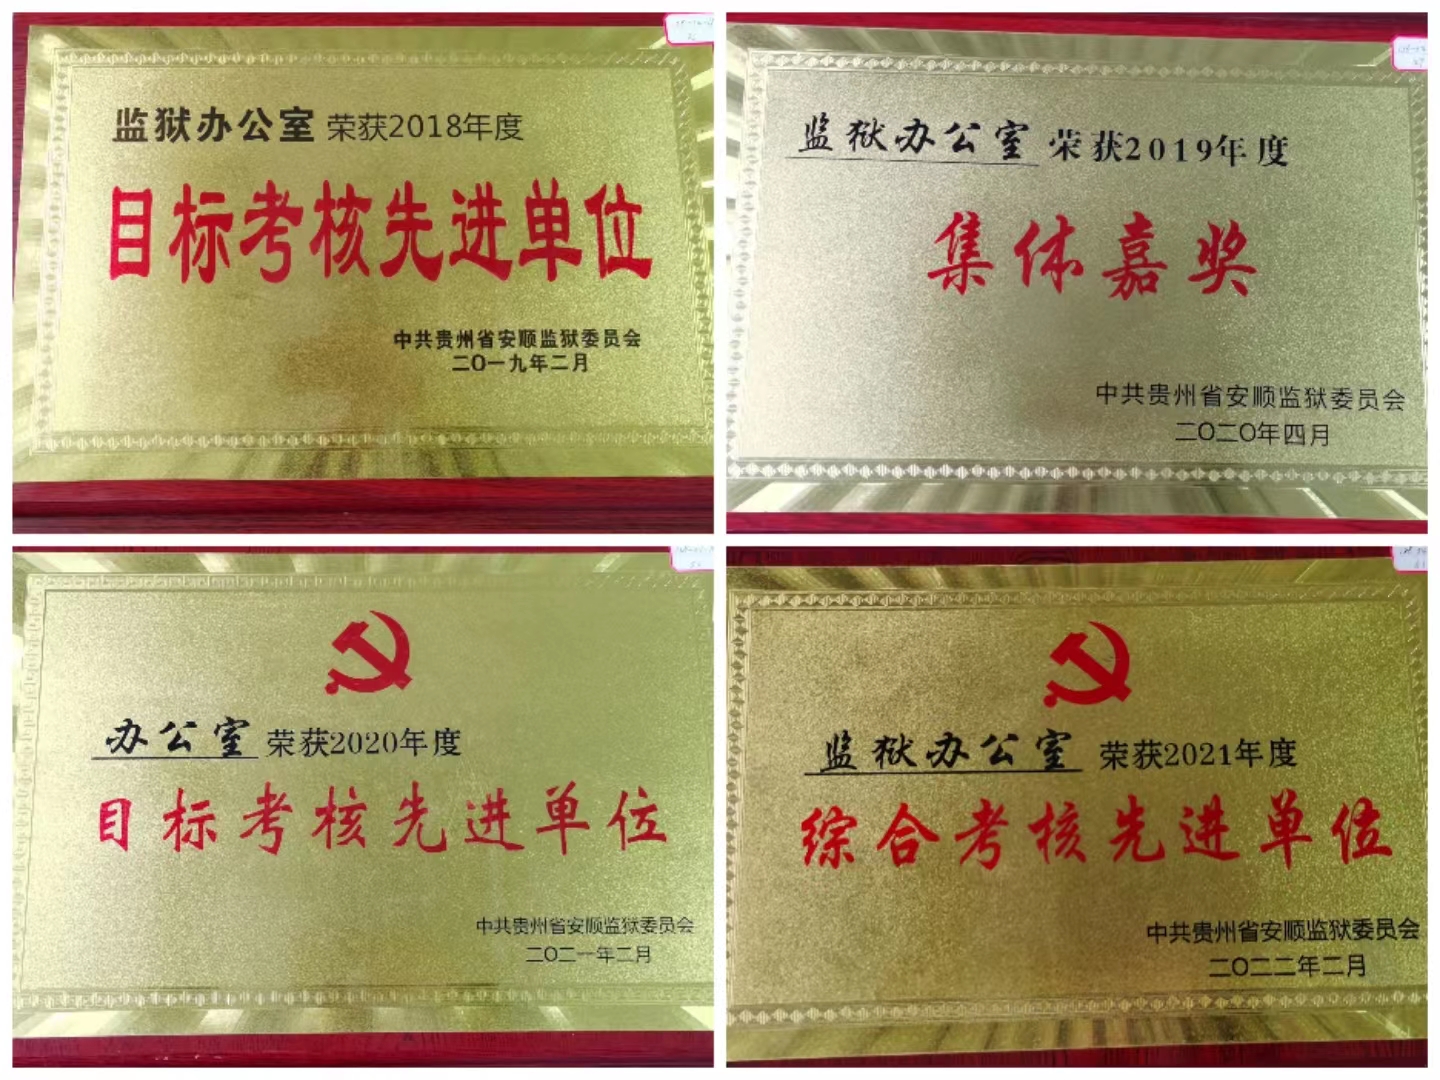 监狱办公室 荣获2018年度
目标考核先进单位
中共贵州省安顺监狱委员会
二〇一九年二月
监狱办公室 荣获2019年度
集体嘉奖
中共贵州省安顺监狱委员会
二〇二〇年四月
办公室 荣获2020年度
目标考核先进单位
中共贵州省安顺监狱委员会
二〇二一年二月
监狱办公室 荣获2021年度
综合考核先进单位
中共贵州省安顺监狱委员会
二〇二二年二月